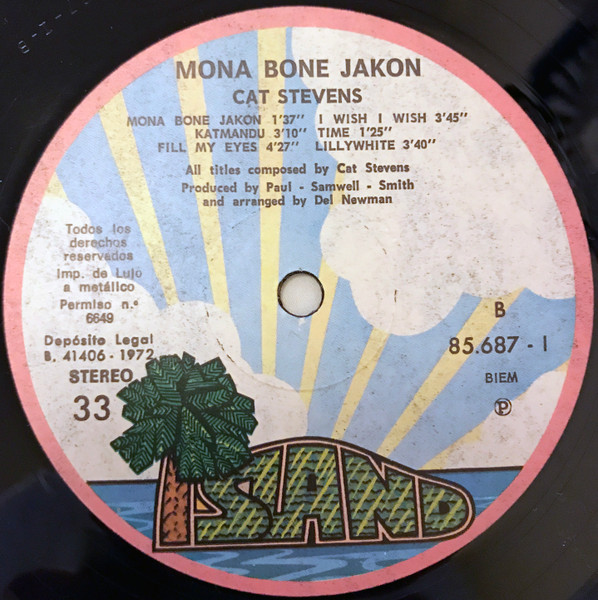 MONA BONE JAKON
CAT STEVENS
MONA BONE JAKON 1'37'' I WISH I WISH 3'45''
KATMANDU 3'10'' TIME 1'25''
FILL MY EYES 4'27'' LILLYWHITE 3'40''
All titles composed by Cat Stevens
Produced by Paul - Samwell - Smith
and arranged by Del Newman
Todos los
derechos
reservados
Imp. de Lujo
a metálico
Permiso n.º
6649
Depósito Legal
B. 41406 - 1972
STEREO
33
B
85.687 - I
BIEM
Ⓟ
ISLAND